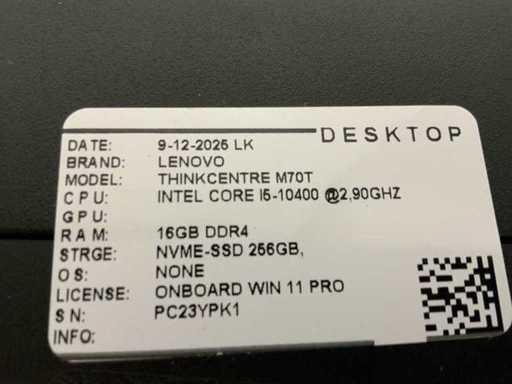 DESKTOP
DATE: 9-12-2025 LK
BRAND: LENOVO
MODEL: THINKCENTRE M70T
CPU: INTEL CORE I5-10400 @2,90GHZ
GPU:
RAM: 16GB DDR4
STRGE: NVME-SSD 256GB,
OS: NONE
LICENSE: ONBOARD WIN 11 PRO
SN: PC23YPK1
INFO: